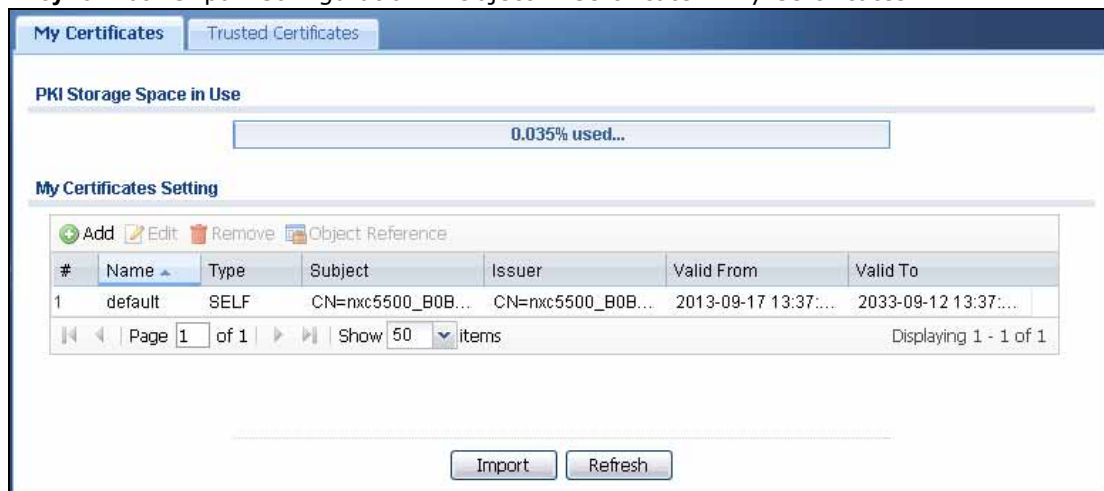 My Certificates Trusted Certificates
PKI Storage Space in Use
0.035% used...
My Certificates Setting
Add Edit Remove Object Reference
# Name Type Subject Issuer Valid From Valid To
1 default SELF CN=nxc5500_B0B... CN=nxc5500_B0B... 2013-09-17 13:37:... 2033-09-12 13:37:...
Page 1 of 1 Show 50 items Displaying 1 - 1 of 1
Import Refresh